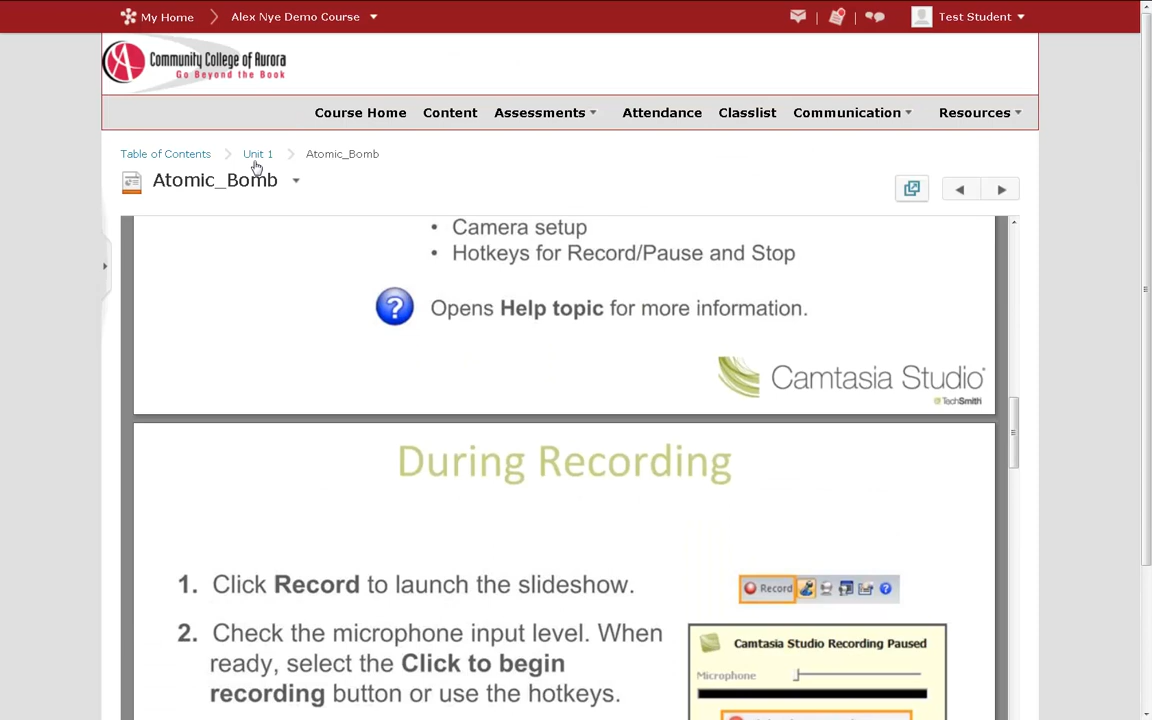 My Home
Alex Nye Demo Course
Test Student
Community College of Aurora
Go Beyond the Book
Course Home Content Assessments Attendance Classlist Communication Resources
Table of Contents Unit 1 Atomic_Bomb
Atomic_Bomb
• Camera setup
• Hotkeys for Record/Pause and Stop
? Opens Help topic for more information.
Camtasia Studio
TechSmith
During Recording
1. Click Record to launch the slideshow.
Record ?
2. Check the microphone input level. When
ready, select the Click to begin
recording button or use the hotkeys.
Camtasia Studio Recording Paused
Microphone